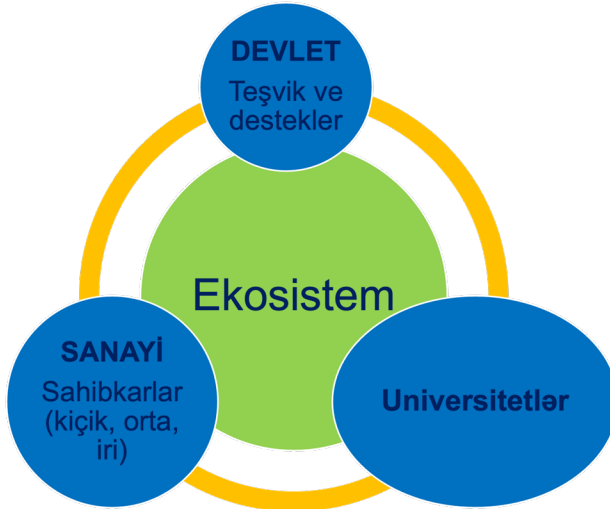 DEVLET
Teşvik ve
destekler
Ekosistem
SANAYİ
Sahibkarlar
(kiçik, orta,
iri)
Universitetlər